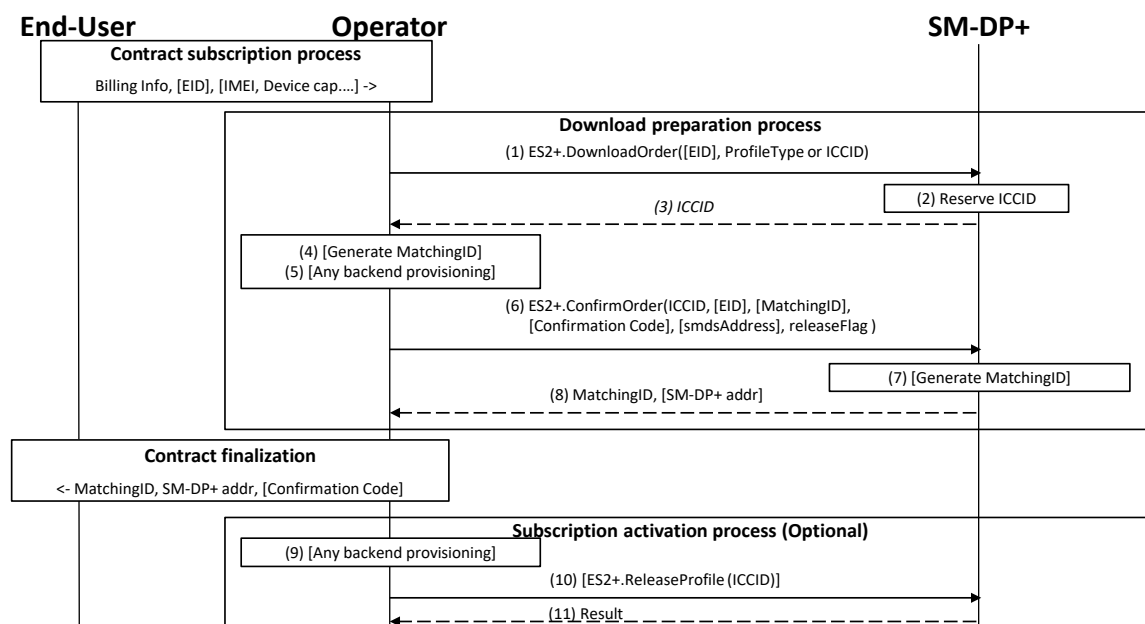 End-User Operator SM-DP+
Contract subscription process
Billing Info, [EID], [IMEI, Device cap....] ->
Download preparation process
(1) ES2+.DownloadOrder([EID], ProfileType or ICCID)
(2) Reserve ICCID
(3) ICCID
(4) [Generate MatchingID]
(5) [Any backend provisioning]
(6) ES2+.ConfirmOrder(ICCID, [EID], [MatchingID],
[Confirmation Code], [smdsAddress], releaseFlag )
(7) [Generate MatchingID]
(8) MatchingID, [SM-DP+ addr]
Contract finalization
<- MatchingID, SM-DP+ addr, [Confirmation Code]
Subscription activation process (Optional)
(9) [Any backend provisioning]
(10) [ES2+.ReleaseProfile (ICCID)]
(11) Result